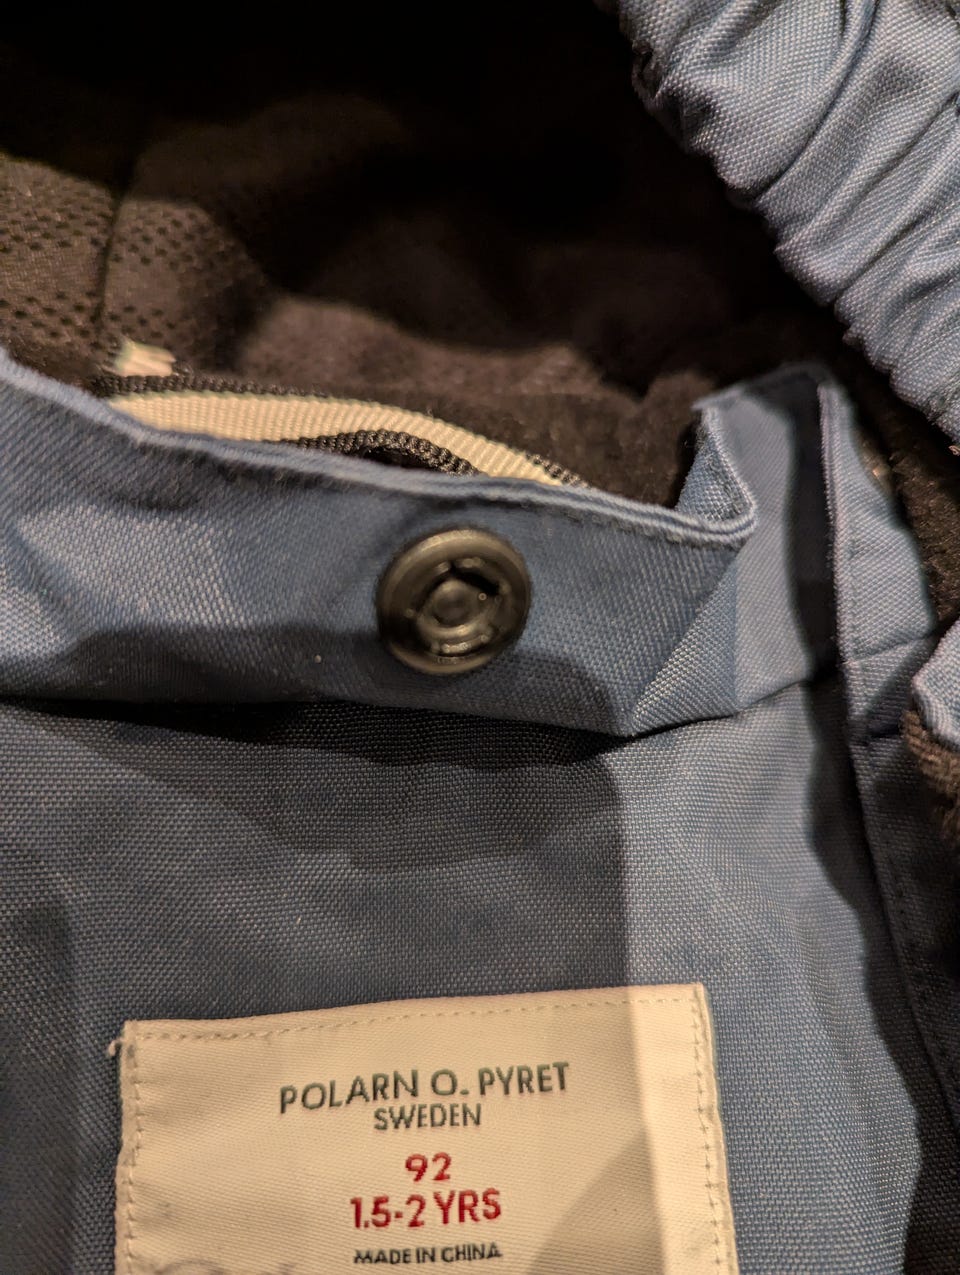 POLARN O. PYRET
SWEDEN
92
1.5-2 YRS
MADE IN CHINA